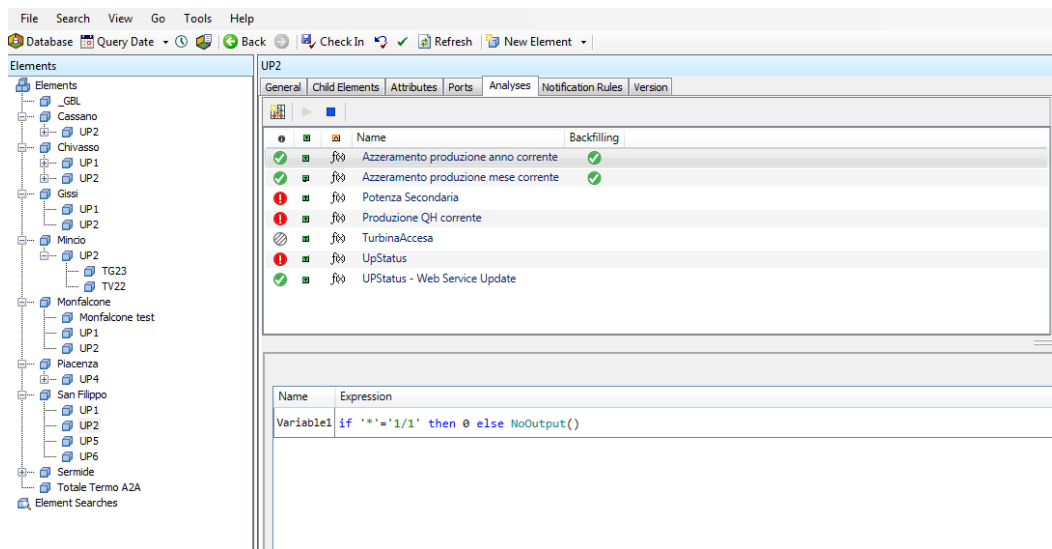 File Search View Go Tools Help
Database Query Date Back Check In Refresh New Element
Elements
Elements
_GBL
Cassano
UP2
Chivasso
UP1
UP2
Gissi
UP1
UP2
Mincio
UP2
TG23
TV22
Monfalcone
Monfalcone test
UP1
UP2
Piacenza
UP4
San Filippo
UP1
UP2
UP5
UP6
Sermide
Totale Termo A2A
Element Searches
UP2
General Child Elements Attributes Ports Analyses Notification Rules Version
Name Backfilling
f(x) Azzeramento produzione anno corrente
f(x) Azzeramento produzione mese corrente
f(x) Potenza Secondaria
f(x) Produzione QH corrente
f(x) TurbinaAccesa
f(x) UpStatus
f(x) UPStatus - Web Service Update
Name Expression
Variable1 if '*'='1/1' then 0 else NoOutput()